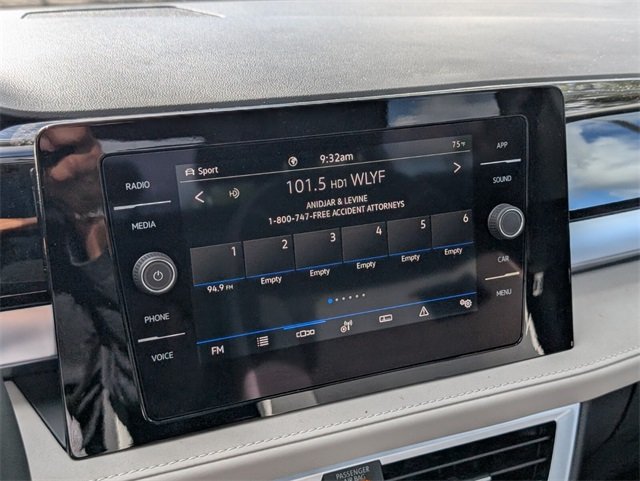 Sport 9:32am 75°F
101.5 HD1 WLYF
ANIDJAR & LEVINE
1-800-747-FREE ACCIDENT ATTORNEYS
1 2 3 4 5 6
94.9 FM Empty Empty Empty Empty Empty
FM
RADIO
MEDIA
PHONE
VOICE
APP
SOUND
CAR
MENU
PASSENGER
AIR BAG